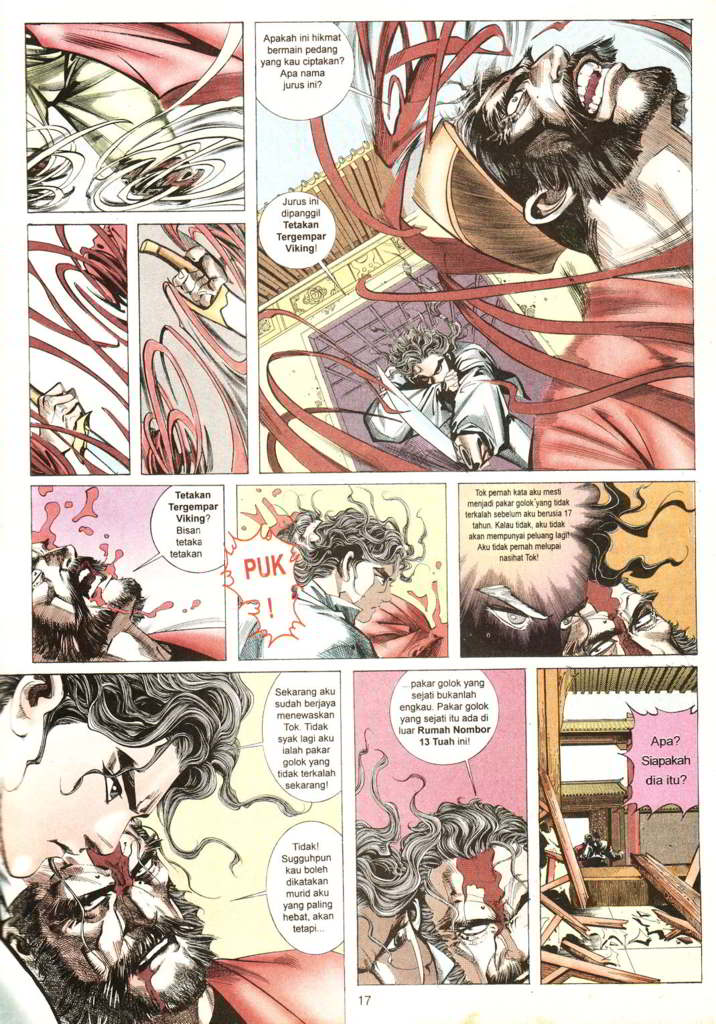 Apakah ini hikmat
bermain pedang
yang kau ciptakan?
Apa nama
jurus ini?
Jurus ini
dipanggil
Tetakan
Tergempar
Viking!
Tetakan
Tergempar
Viking?
Bisan
tetaka
tetakan
PUK
!
Tok pernah kata aku mesti
menjadi pakar golok yang tidak
terkalah sebelum aku berusia 17
tahun. Kalau tidak, aku tidak
akan mempunyai peluang lagi!
Aku tidak pernah melupai
nasihat Tok!
Sekarang aku
sudah berjaya
menewaskan
Tok. Tidak
syak lagi aku
ialah pakar
golok yang
tidak terkalah
sekarang!
Tidak!
Sugguhpun
kau boleh
dikatakan
murid aku
yang paling
hebat, akan
tetapi...
...pakar golok yang
sejati bukanlah
engkau. Pakar golok
yang sejati itu ada di
luar Rumah Nombor
13 Tuah ini!
Apa?
Siapakah
dia itu?
17